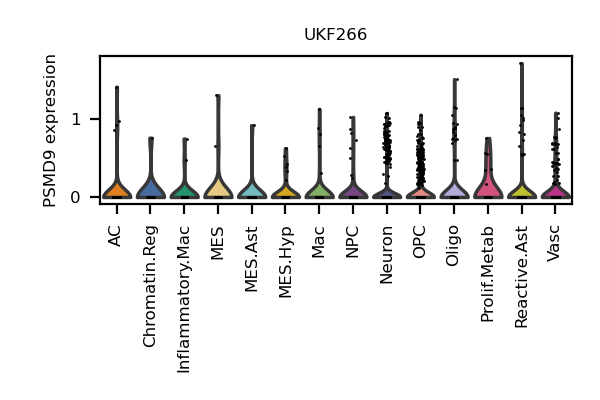 UKF266
PSMD9 expression
1
0
AC
Chromatin.Reg
Inflammatory.Mac
MES
MES.Ast
MES.Hyp
Mac
NPC
Neuron
OPC
Oligo
Prolif.Metab
Reactive.Ast
Vasc